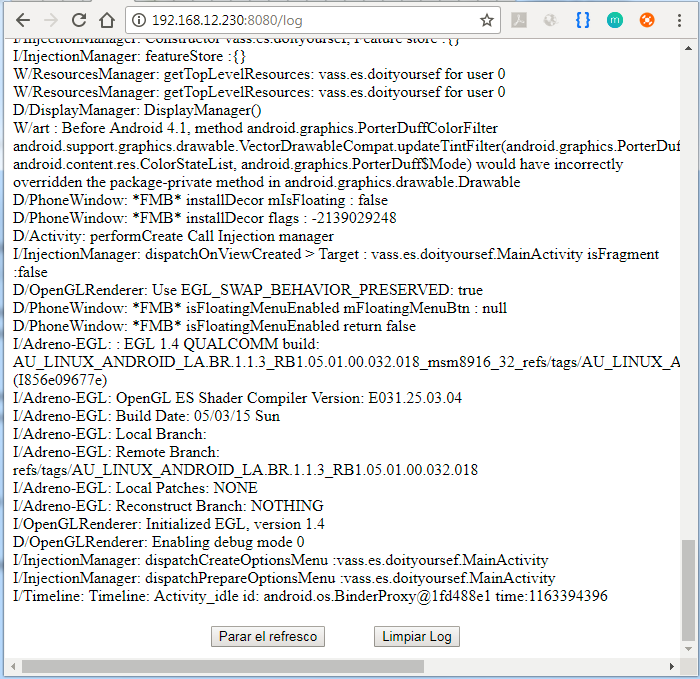 192.168.12.230:8080/log
I/InjectionManager: Constructor vass.es.doityoursef, Feature store :{}
I/InjectionManager: featureStore :{}
W/ResourcesManager: getTopLevelResources: vass.es.doityoursef for user 0
W/ResourcesManager: getTopLevelResources: vass.es.doityoursef for user 0
D/DisplayManager: DisplayManager()
W/art : Before Android 4.1, method android.graphics.PorterDuffColorFilter
android.support.graphics.drawable.VectorDrawableCompat.updateTintFilter(android.graphics.PorterDuf
android.content.res.ColorStateList, android.graphics.PorterDuff$Mode) would have incorrectly
overridden the package-private method in android.graphics.drawable.Drawable
D/PhoneWindow: *FMB* installDecor mIsFloating : false
D/PhoneWindow: *FMB* installDecor flags : -2139029248
D/Activity: performCreate Call Injection manager
I/InjectionManager: dispatchOnViewCreated > Target : vass.es.doityoursef.MainActivity isFragment
:false
D/OpenGLRenderer: Use EGL_SWAP_BEHAVIOR_PRESERVED: true
D/PhoneWindow: *FMB* isFloatingMenuEnabled mFloatingMenuBtn : null
D/PhoneWindow: *FMB* isFloatingMenuEnabled return false
I/Adreno-EGL: : EGL 1.4 QUALCOMM build:
AU_LINUX_ANDROID_LA.BR.1.1.3_RB1.05.01.00.032.018_msm8916_32_refs/tags/AU_LINUX_A
(I856e09677e)
I/Adreno-EGL: OpenGL ES Shader Compiler Version: E031.25.03.04
I/Adreno-EGL: Build Date: 05/03/15 Sun
I/Adreno-EGL: Local Branch:
I/Adreno-EGL: Remote Branch:
refs/tags/AU_LINUX_ANDROID_LA.BR.1.1.3_RB1.05.01.00.032.018
I/Adreno-EGL: Local Patches: NONE
I/Adreno-EGL: Reconstruct Branch: NOTHING
I/OpenGLRenderer: Initialized EGL, version 1.4
D/OpenGLRenderer: Enabling debug mode 0
I/InjectionManager: dispatchCreateOptionsMenu :vass.es.doityoursef.MainActivity
I/InjectionManager: dispatchPrepareOptionsMenu :vass.es.doityoursef.MainActivity
I/Timeline: Timeline: Activity_idle id: android.os.BinderProxy@1fd488e1 time:1163394396
Parar el refresco Limpiar Log